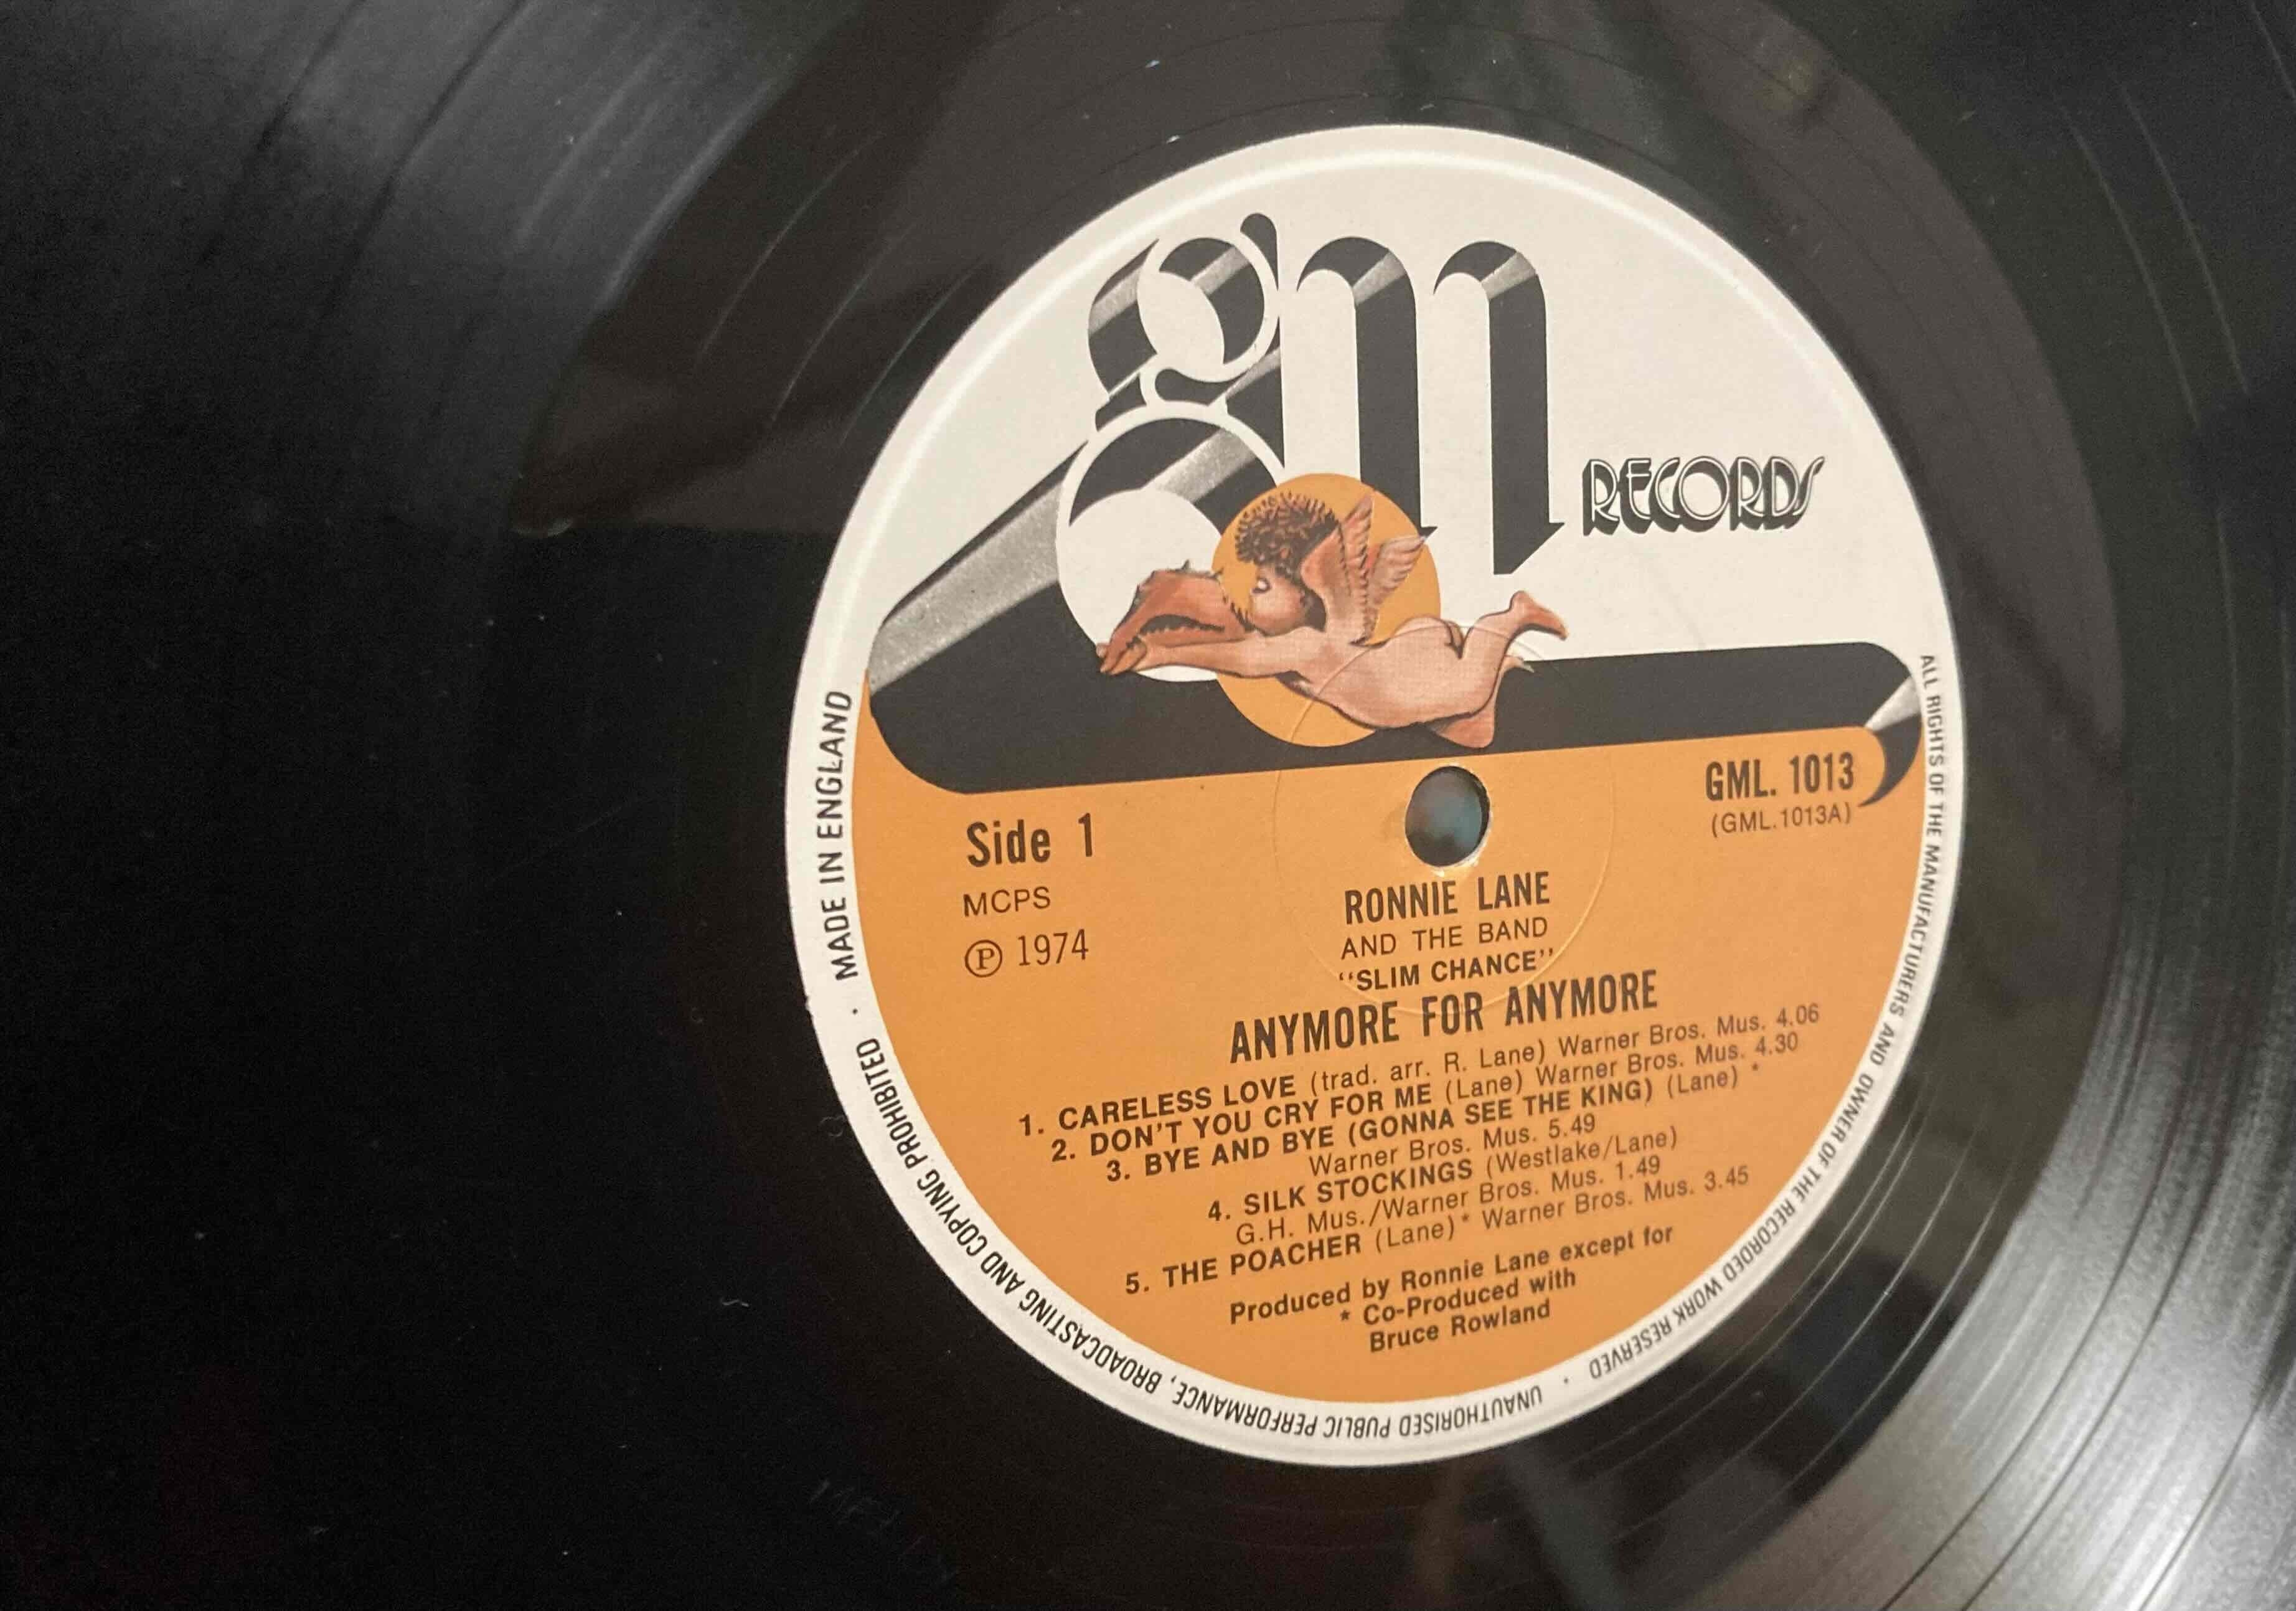 GM
RECORDS
GML. 1013
(GML.1013A)
Side 1
MCPS
Ⓟ 1974
RONNIE LANE
AND THE BAND
“SLIM CHANCE”
ANYMORE FOR ANYMORE
1. CARELESS LOVE (trad. arr. R. Lane) Warner Bros. Mus. 4.06
2. DON'T YOU CRY FOR ME (Lane) Warner Bros. Mus. 4.30
3. BYE AND BYE (GONNA SEE THE KING) (Lane) *
Warner Bros. Mus. 5.49
4. SILK STOCKINGS (Westlake/Lane)
G.H. Mus./Warner Bros. Mus. 1.49
5. THE POACHER (Lane)* Warner Bros. Mus. 3.45
Produced by Ronnie Lane except for
* Co-Produced with
Bruce Rowland
ALL RIGHTS OF THE MANUFACTURERS AND OWNER OF THE RECORDED WORK RESERVED · UNAUTHORISED PUBLIC PERFORMANCE, BROADCASTING AND COPYING PROHIBITED · MADE IN ENGLAND